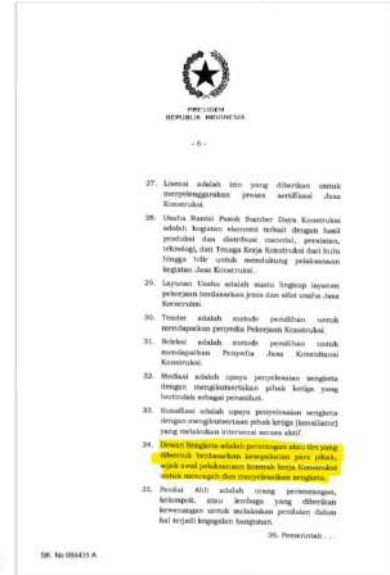 PRESIDEN
REPUBLIK INDONESIA
- 6 -
27. Lisensi adalah izin yang diberikan untuk
menyelenggarakan proses sertifikasi Jasa
Konstruksi.
28. Usaha Rantai Pasok Sumber Daya Konstruksi
adalah kegiatan ekonomi terkait dengan hasil
produksi dan distribusi material, peralatan,
teknologi, dan Tenaga Kerja Konstruksi dari hulu
hingga hilir untuk mendukung pelaksanaan
kegiatan Jasa Konstruksi.
29. Layanan Usaha adalah suatu lingkup layanan
pekerjaan berdasarkan jenis dan sifat usaha Jasa
Konstruksi.
30. Tender adalah metode pemilihan untuk
mendapatkan penyedia Pekerjaan Konstruksi.
31. Seleksi adalah metode pemilihan untuk
mendapatkan Penyedia Jasa Konsultansi
Konstruksi.
32. Mediasi adalah upaya penyelesaian sengketa
dengan mengikutsertakan pihak ketiga yang
bertindak sebagai penasihat.
33. Konsiliasi adalah upaya penyelesaian sengketa
dengan mengikutsertaan pihak ketiga (konsiliator)
yang melakukan intervensi secara aktif.
34. Dewan Sengketa adalah perorangan atau tim yang
dibentuk berdasarkan kesepakatan para pihak,
sejak awal pelaksanaan kontrak kerja Konstruksi
untuk mencegah dan menyelesaikan sengketa.
35. Penilai Ahli adalah orang perseorangan,
kelompok, atau lembaga yang diberikan
kewenangan untuk melakukan penilaian dalam
hal terjadi kegagalan bangunan.
36. Pemerintah . . .
SK No 084433 A